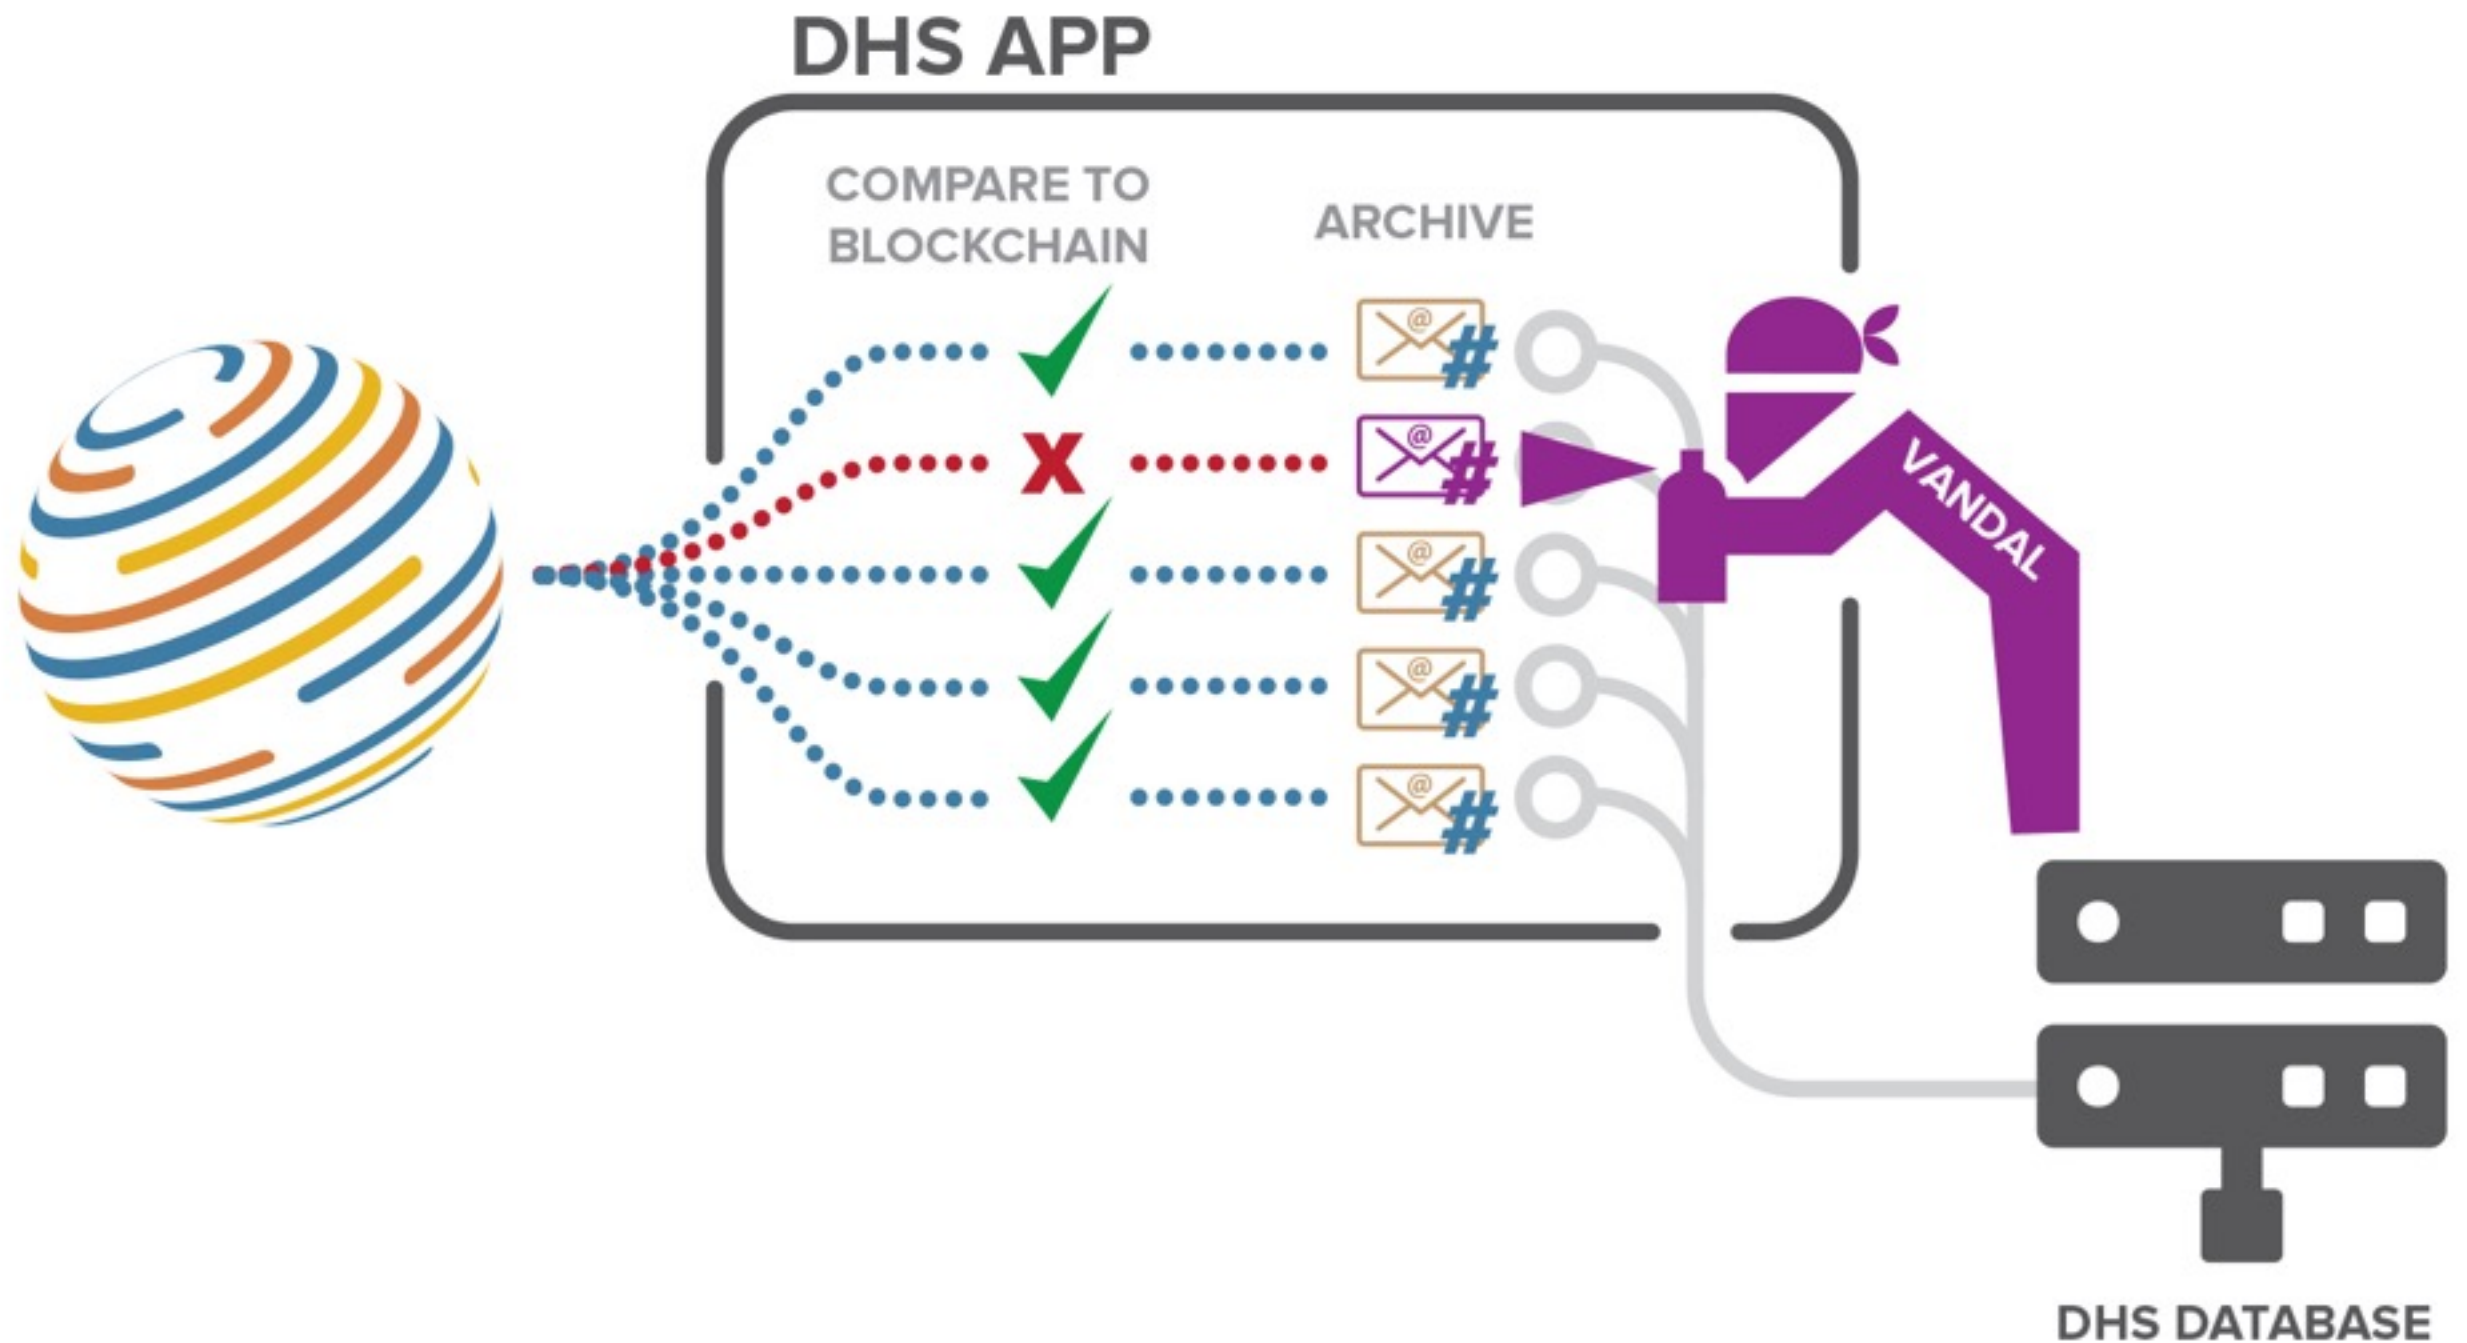 DHS APP
COMPARE TO
BLOCKCHAIN
ARCHIVE
@
#
X
@
#
@
#
@
#
@
#
VANDAL
DHS DATABASE